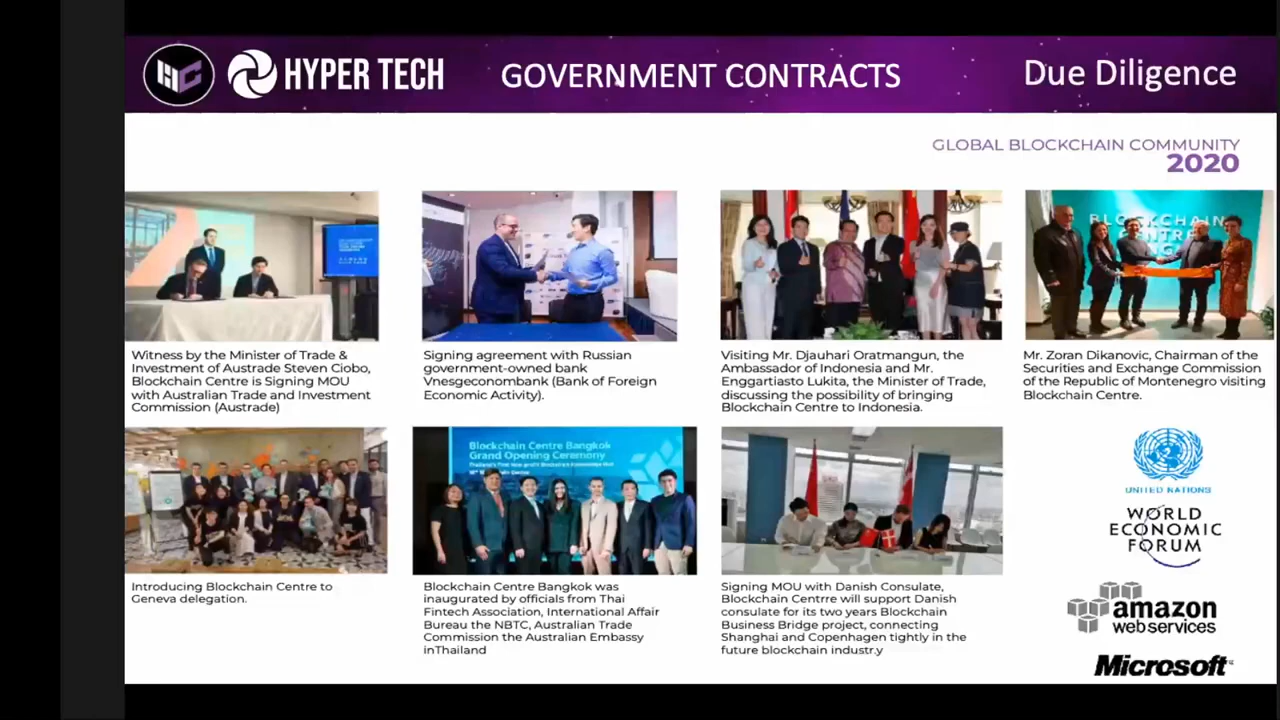 HYPER TECH
GOVERNMENT CONTRACTS
Due Diligence
GLOBAL BLOCKCHAIN COMMUNITY
2020
BLOCKCHAIN
CENTRE
Witness by the Minister of Trade &
Investment of Austrade Steven Ciobo,
Blockchain Centre is Signing MOU
with Australian Trade and Investment
Commission (Austrade)
Signing agreement with Russian
government-owned bank
Vnesgeconombank (Bank of Foreign
Economic Activity).
Visiting Mr. Djauhari Oratmangun, the
Ambassador of Indonesia and Mr.
Enggartiasto Lukita, the Minister of Trade,
discussing the possibility of bringing
Blockchain Centre to Indonesia.
Mr. Zoran Dikanovic, Chairman of the
Securities and Exchange Commission
of the Republic of Montenegro visiting
Blockchain Centre.
Blockchain Centre Bangkok
Grand Opening Ceremony
UNITED NATIONS
WORLD
ECONOMIC
FORUM
amazon
webservices
Microsoft
Introducing Blockchain Centre to
Geneva delegation.
Blockchain Centre Bangkok was
inaugurated by officials from Thai
Fintech Association, International Affair
Bureau the NBTC, Australian Trade
Commission the Australian Embassy
inThailand
Signing MOU with Danish Consulate,
Blockchain Centrre will support Danish
consulate for its two years Blockchain
Business Bridge project, connecting
Shanghai and Copenhagen tightly in the
future blockchain industr.y